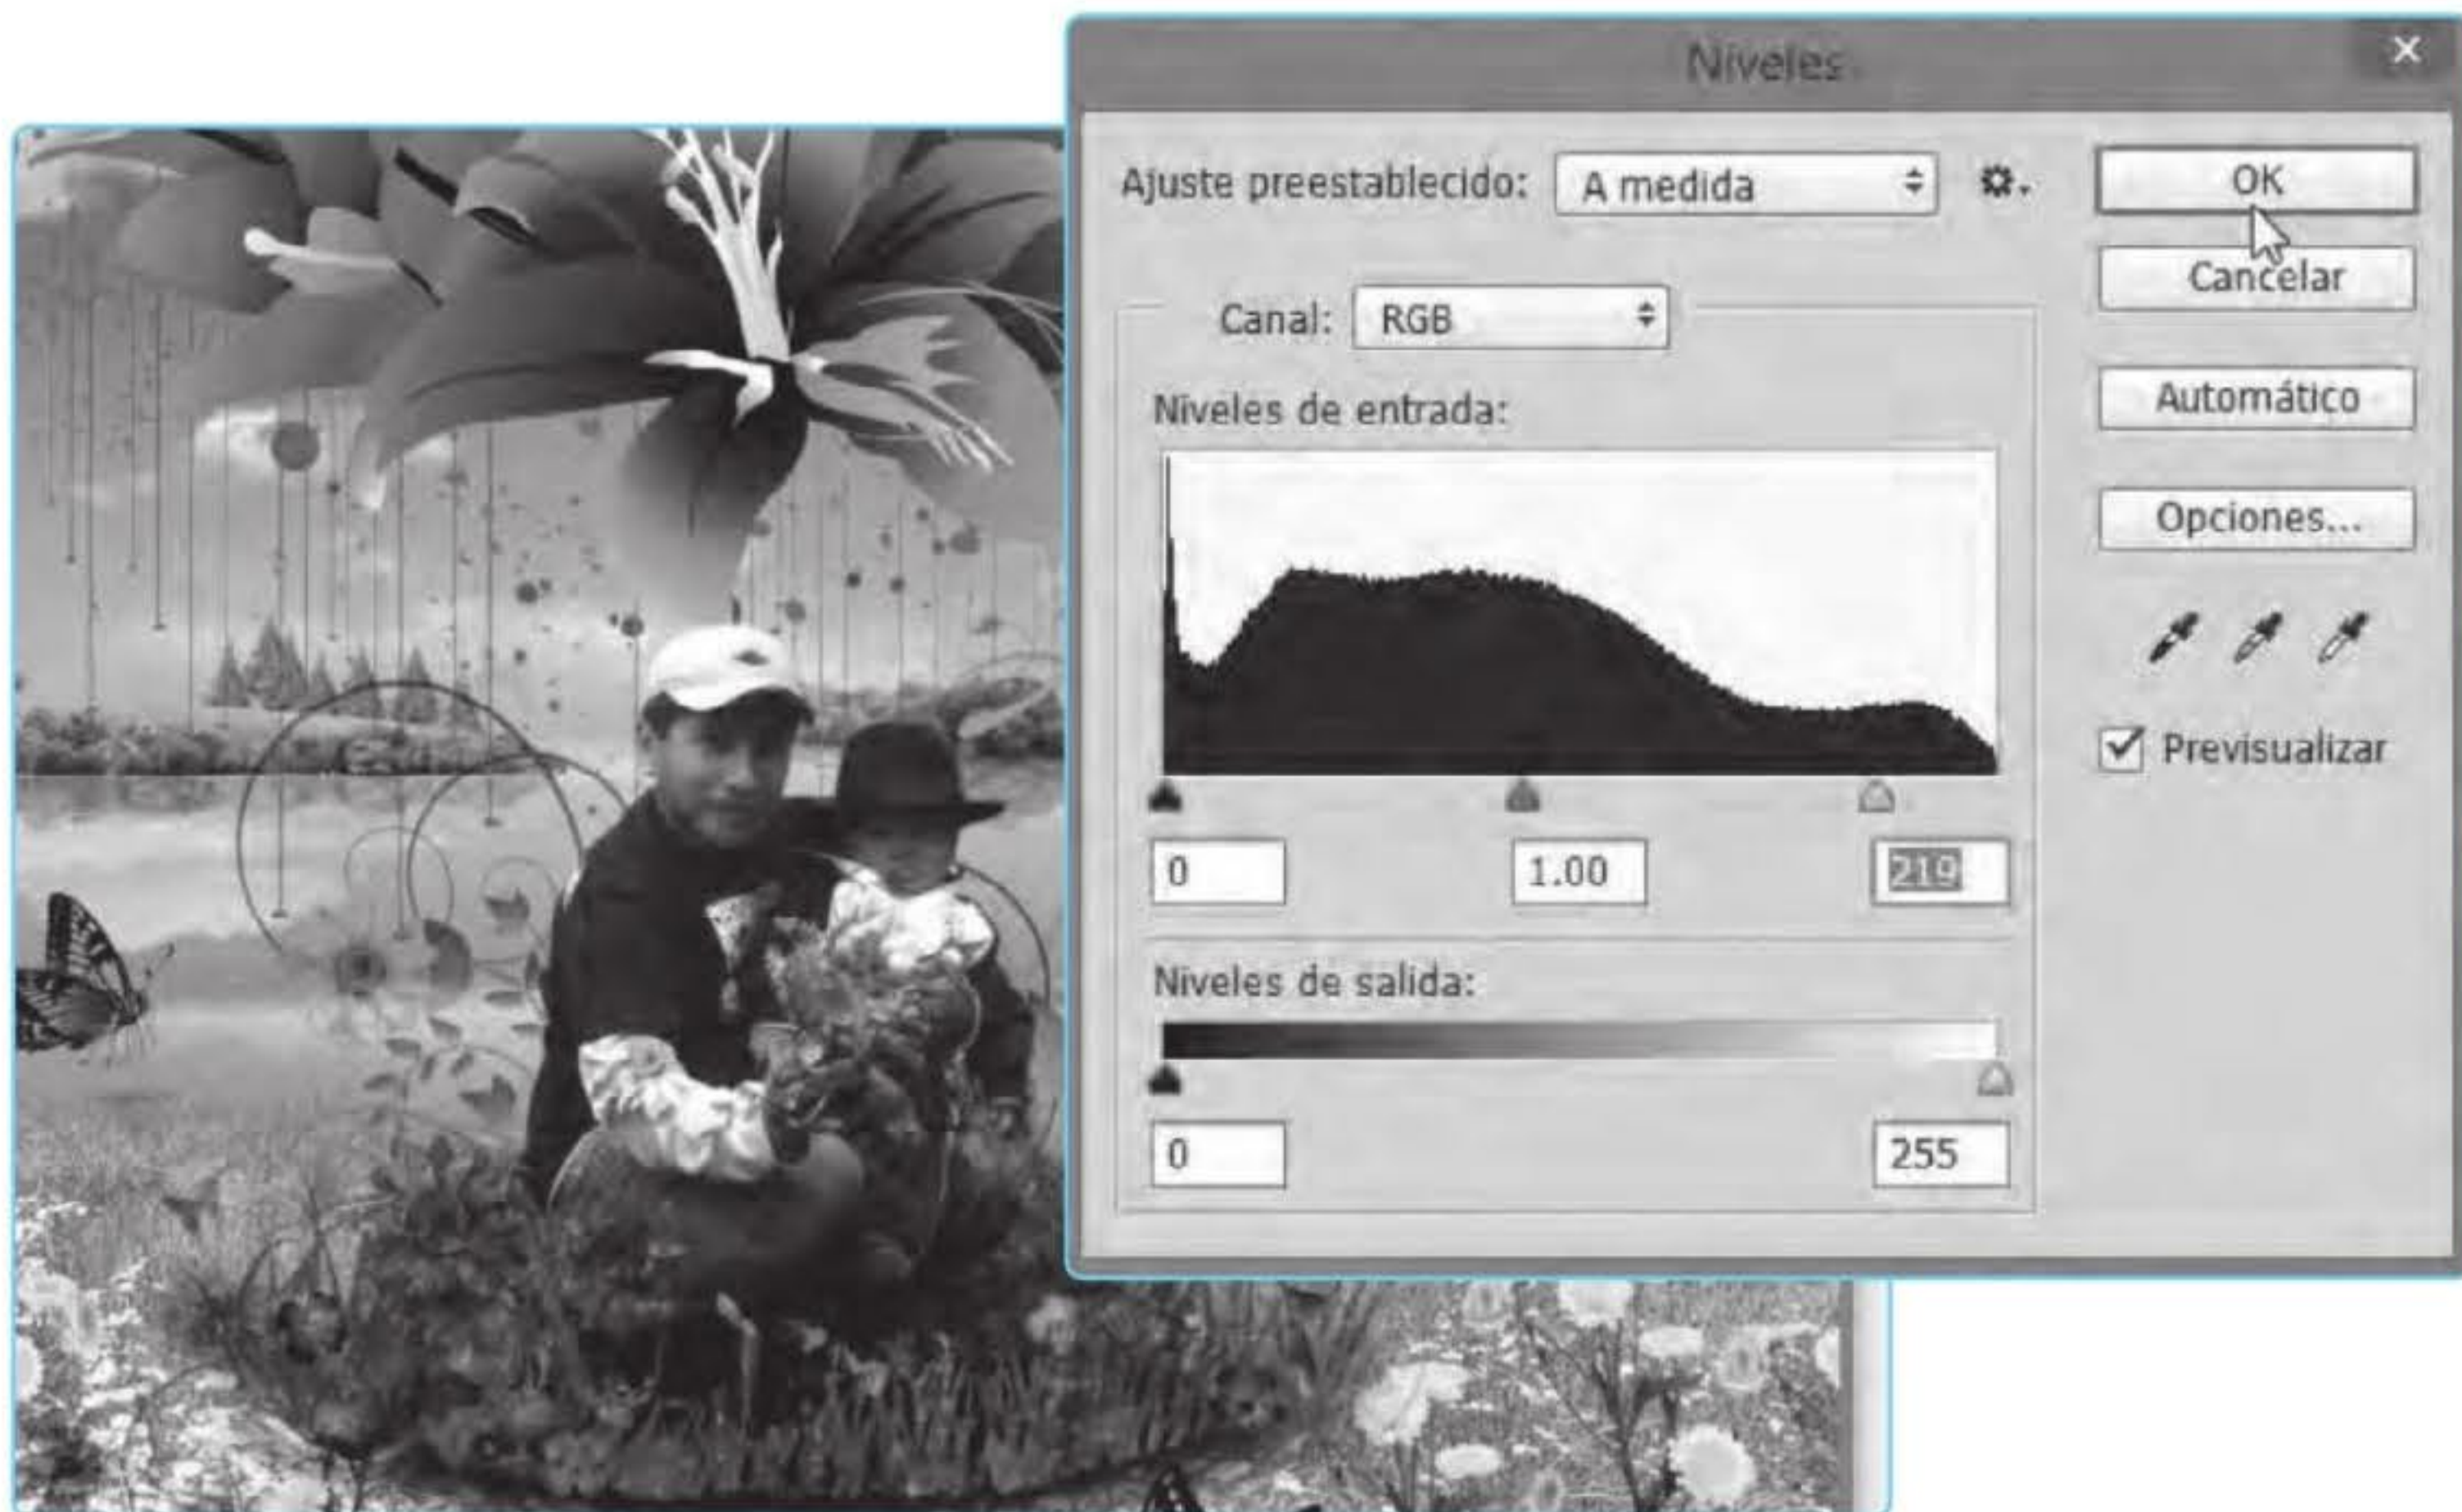 Niveles
Ajuste preestablecido: A medida
OK
Cancelar
Canal: RGB
Automático
Niveles de entrada:
Opciones...
Previsualizar
0 1.00 219
Niveles de salida:
0 255